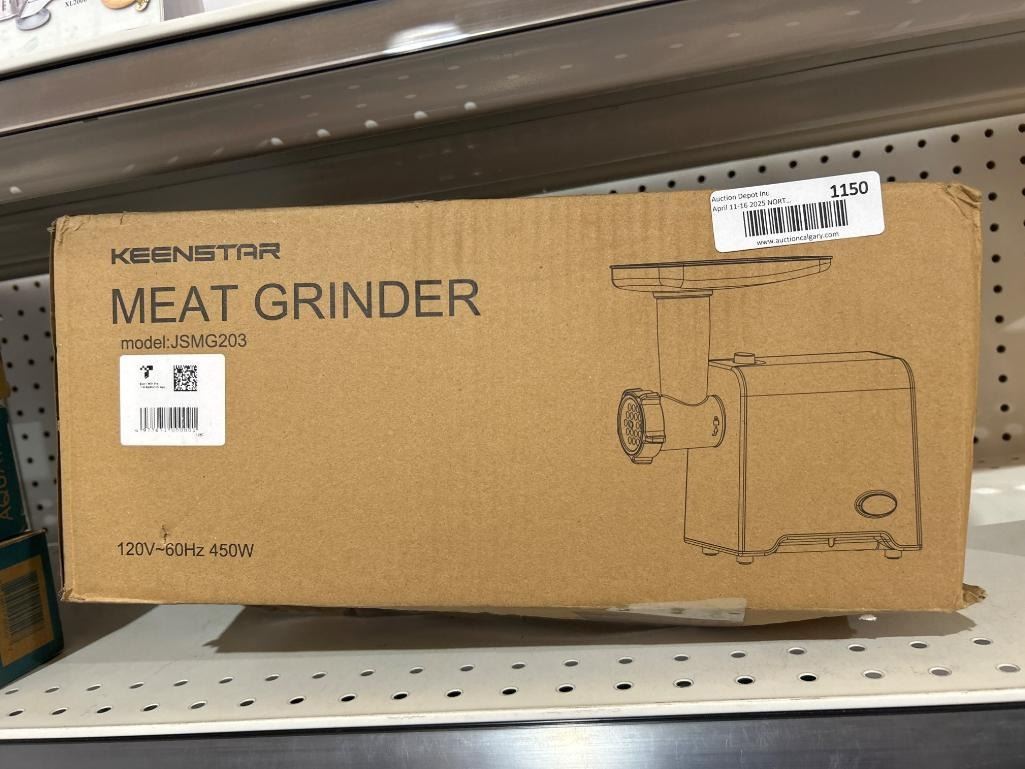 XL2000
Auction Depot Inc
1150
April 11-16 2025 NORT...
www.auctioncalgary.com
KEENSTAR
MEAT GRINDER
model:JSMG203
120V~60Hz 450W